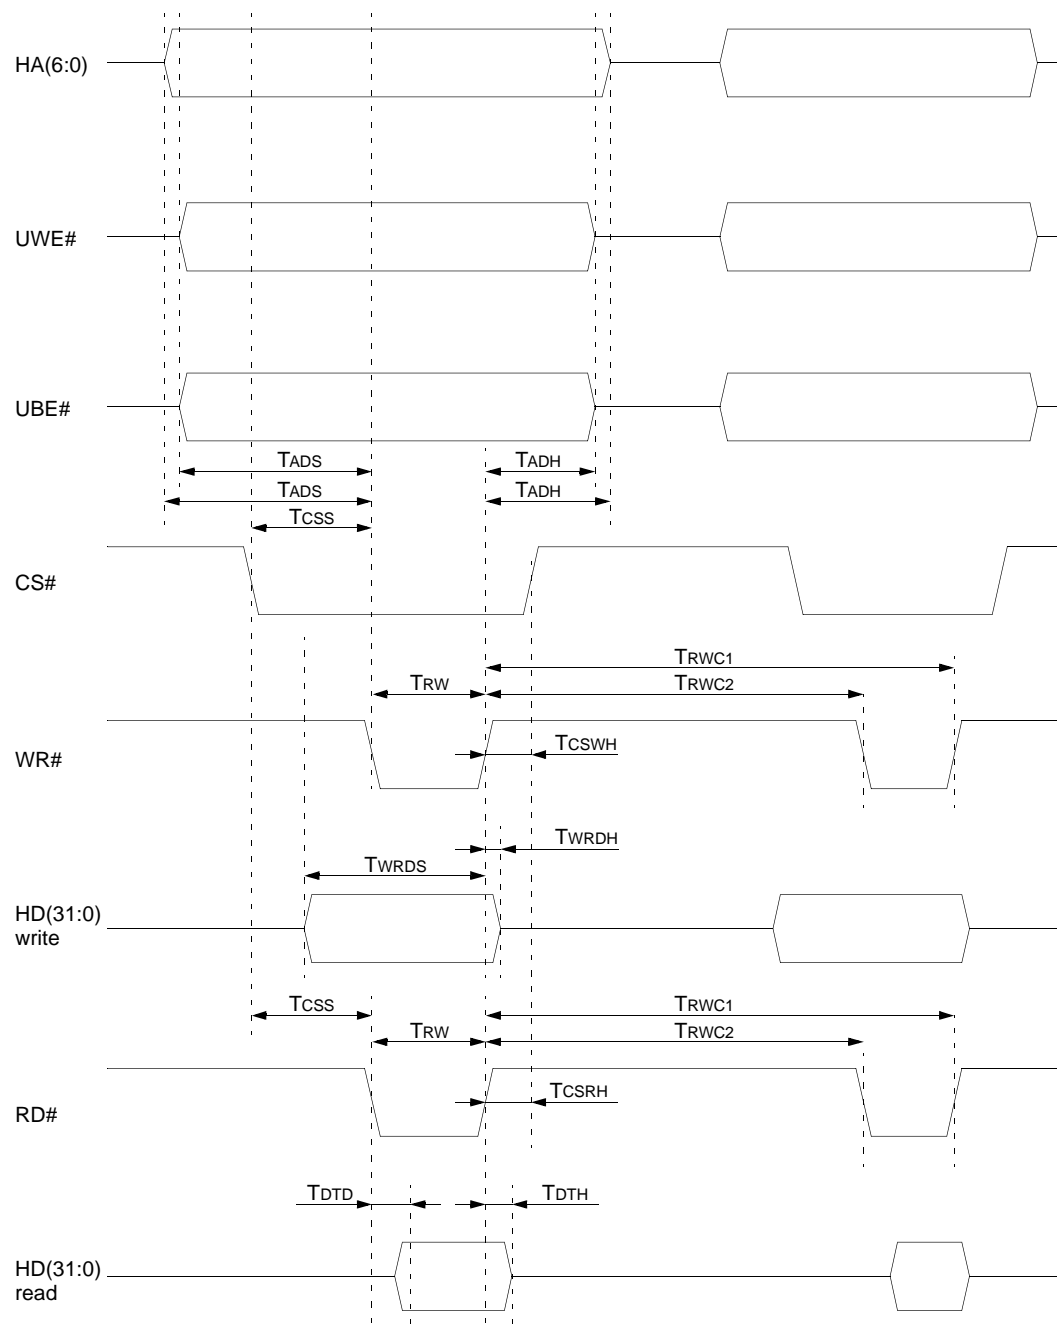 HA(6:0)
UWE#
UBE#
TADS TADH
TADS TADH
TCSS
CS#
TRWC1
TRW TRWC2
TCSWH
WR#
TWRDH
TWRDS
HD(31:0)
write
TCSS TRWC1
TRW TRWC2
TCSRH
RD#
TDTD TDTH
HD(31:0)
read